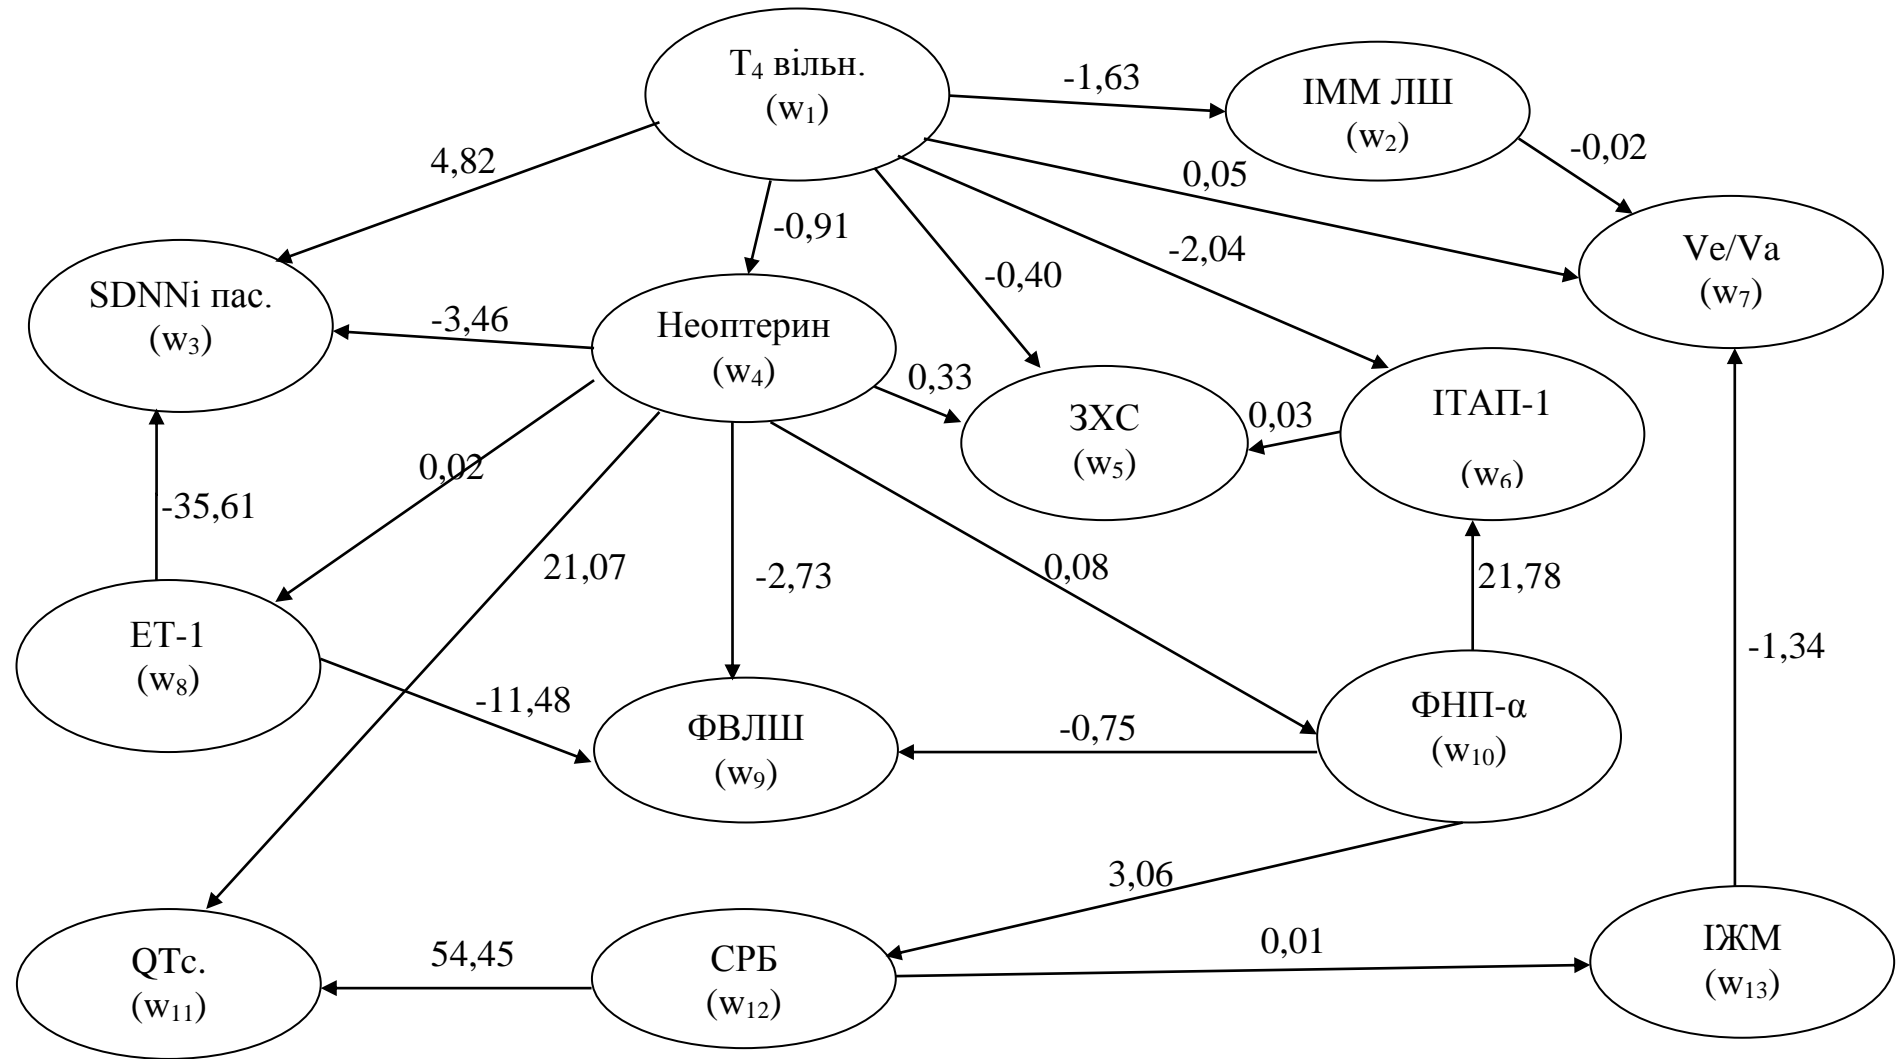 T₄ вільн.
(w₁)
-1,63
ІММ ЛШ
(w₂)
-0,02
4,82
0,05
-0,91
-2,04
-0,40
Ve/Va
(w₇)
SDNNi пас.
(w₃)
-3,46
Неоптерин
(w₄)
0,33
ЗХС
(w₅)
0,03
ІТАП-1
(w₆)
0,02
-35,61
21,07
-2,73
0,08
21,78
-1,34
ЕТ-1
(w₈)
-11,48
ФВЛШ
(w₉)
-0,75
ФНП-α
(w₁₀)
3,06
QTc.
(w₁₁)
54,45
СРБ
(w₁₂)
0,01
ІЖМ
(w₁₃)